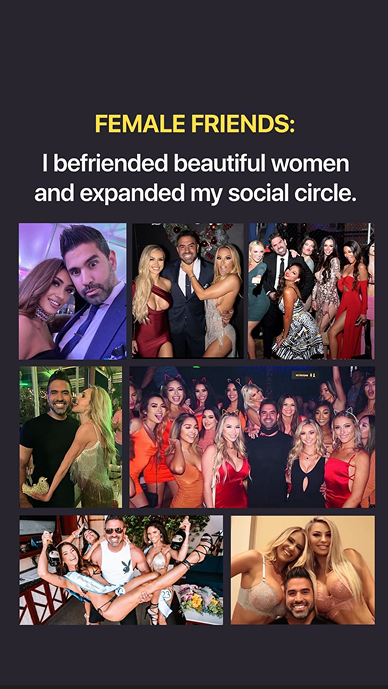 FEMALE FRIENDS:
I befriended beautiful women
and expanded my social circle.